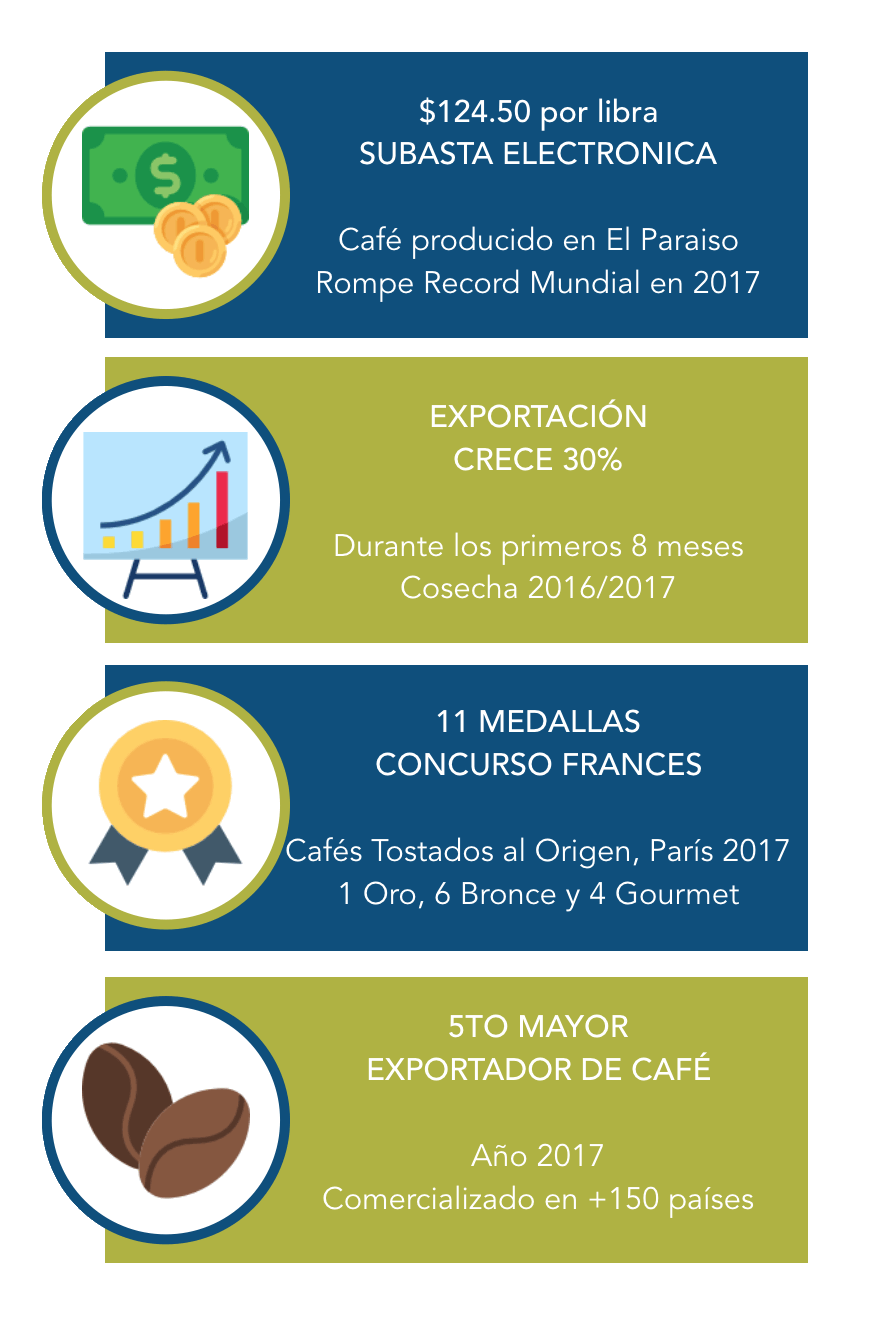 $124.50 por libra
SUBASTA ELECTRONICA
Café producido en El Paraiso
Rompe Record Mundial en 2017
EXPORTACIÓN
CRECE 30%
Durante los primeros 8 meses
Cosecha 2016/2017
11 MEDALLAS
CONCURSO FRANCES
Cafés Tostados al Origen, París 2017
1 Oro, 6 Bronce y 4 Gourmet
5TO MAYOR
EXPORTADOR DE CAFÉ
Año 2017
Comercializado en +150 países